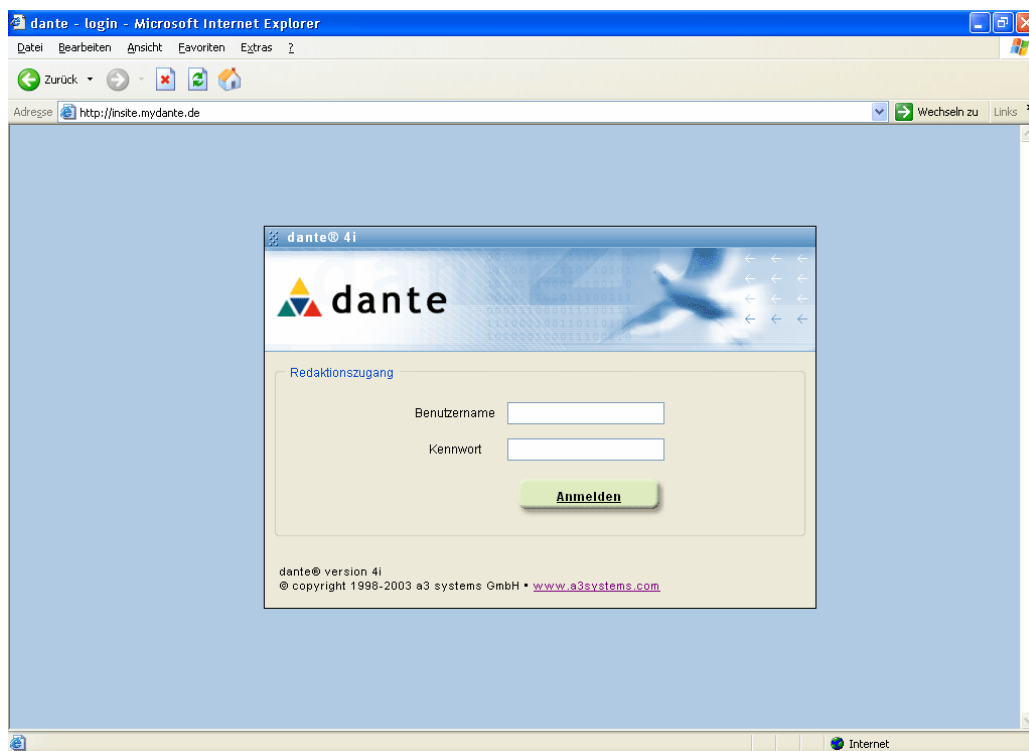 dante - login - Microsoft Internet Explorer
Datei Bearbeiten Ansicht Favoriten Extras ?
Zurück
Adresse http://insite.mydante.de Wechseln zu Links
dante® 4i
dante
Redaktionszugang
Benutzername
Kennwort
Anmelden
dante® version 4i
© copyright 1998-2003 a3 systems GmbH • www.a3systems.com
Internet